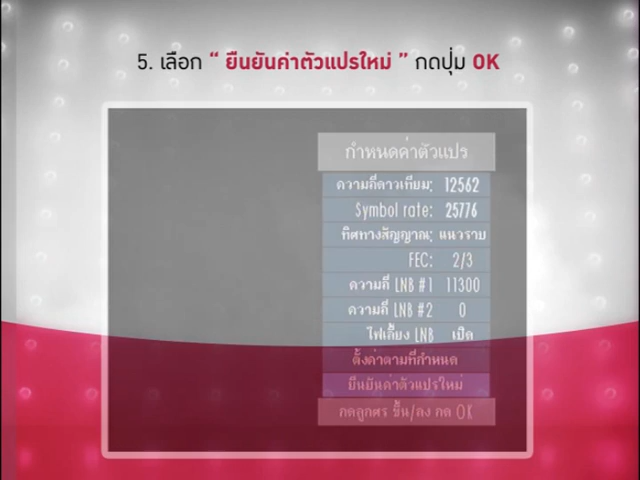 5. เลือก “ ยืนยันค่าตัวแปรใหม่ ” กดปุ่ม OK
กำหนดค่าตัวแปร
ความถี่ดาวเทียม: 12562
Symbol rate: 25776
ทิศทางสัญญาณ: แนวราบ
FEC: 2/3
ความถี่ LNB #1 11300
ความถี่ LNB #2 0
ไฟเลี้ยง LNB เปิด
ตั้งค่าตามที่กำหนด
ยืนยันค่าตัวแปรใหม่
กดลูกศร ขึ้น/ลง กด OK